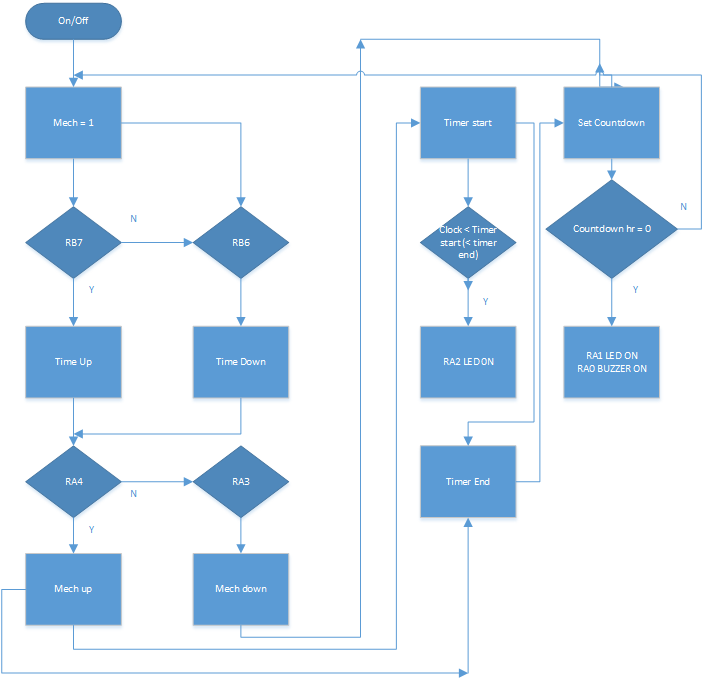 On/Off
Mech = 1
Timer start
Set Countdown
N
N
RB7
RB6
Clock < Timer
start (< timer
end)
Countdown hr = 0
Y
Y
Y
Time Up
Time Down
RA2 LED ON
RA1 LED ON
RA0 BUZZER ON
RA4
RA3
Timer End
N
Y
Mech up
Mech down